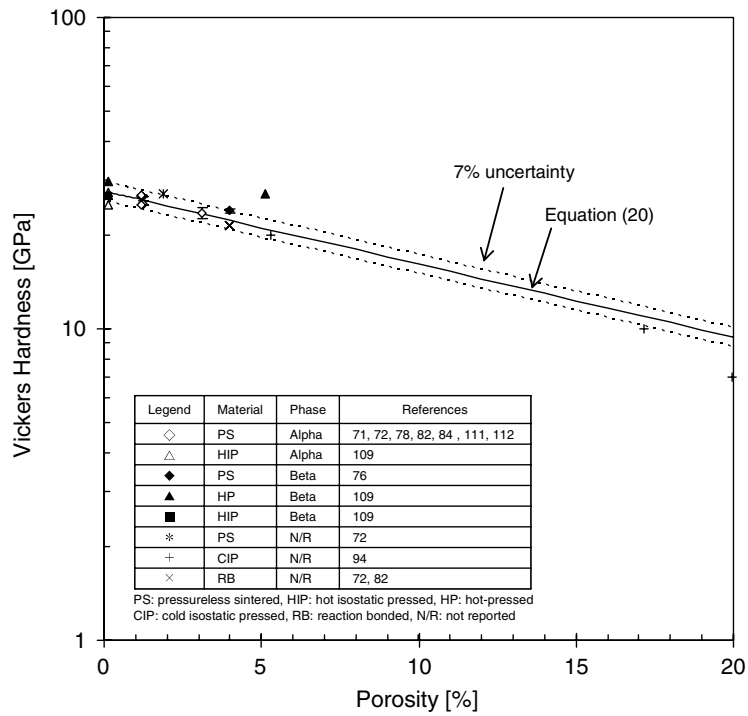 100
10
1
Vickers Hardness [GPa]
7% uncertainty
Equation (20)
Legend Material Phase References
◇ PS Alpha 71, 72, 78, 82, 84 , 111, 112
△ HIP Alpha 109
◆ PS Beta 76
▲ HP Beta 109
■ HIP Beta 109
* PS N/R 72
+ CIP N/R 94
× RB N/R 72, 82
PS: pressureless sintered, HIP: hot isostatic pressed, HP: hot-pressed
CIP: cold isostatic pressed, RB: reaction bonded, N/R: not reported
0 5 10 15 20
Porosity [%]